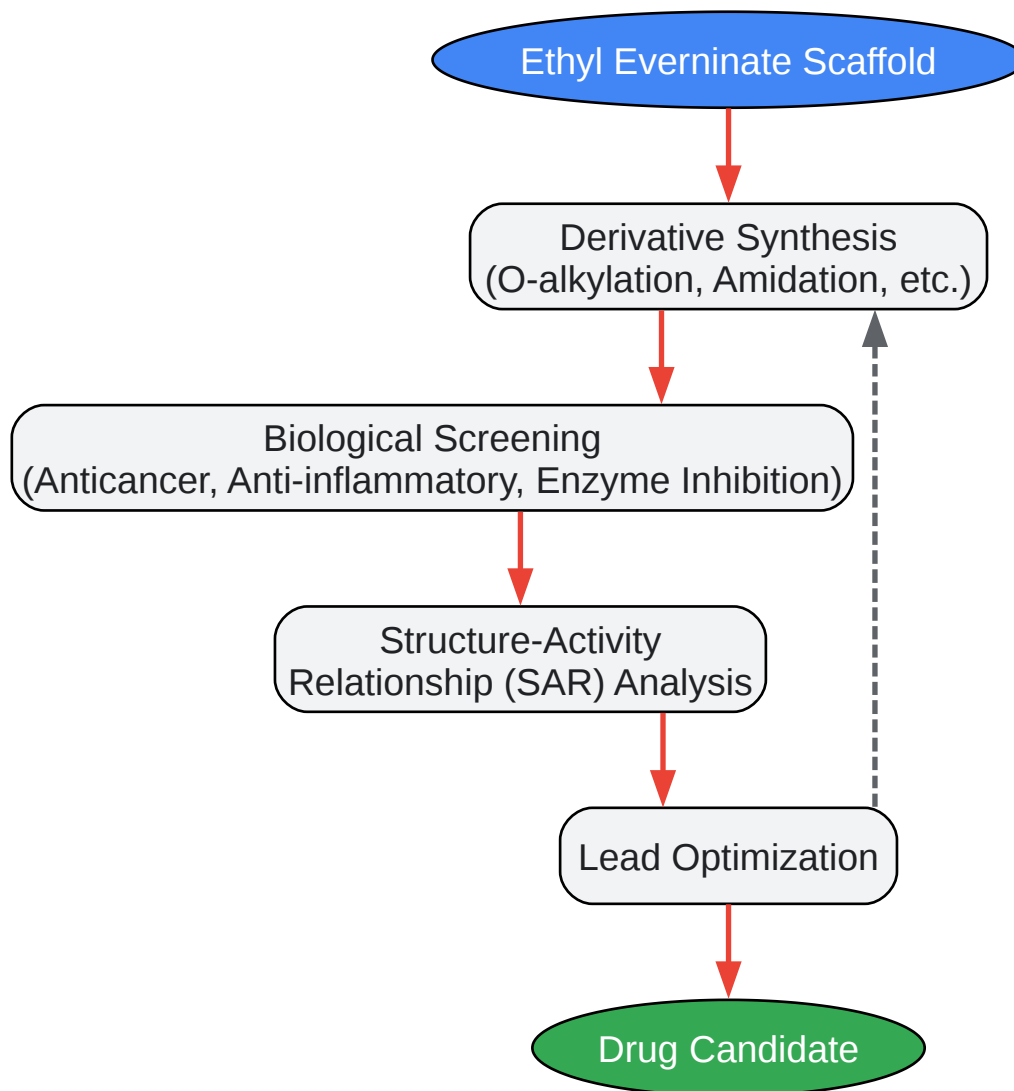 Ethyl Everninate Scaffold
Derivative Synthesis
(O-alkylation, Amidation, etc.)
Biological Screening
(Anticancer, Anti-inflammatory, Enzyme Inhibition)
Structure-Activity
Relationship (SAR) Analysis
Lead Optimization
Drug Candidate